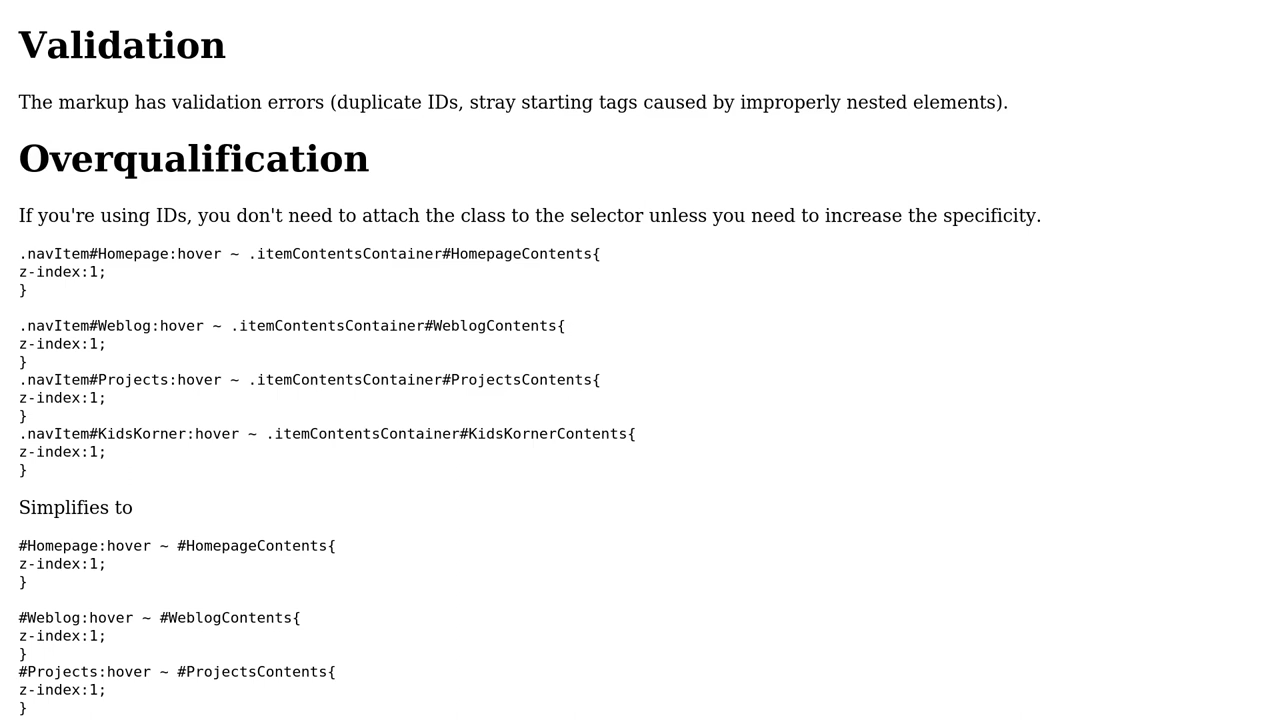 Validation
The markup has validation errors (duplicate IDs, stray starting tags caused by improperly nested elements).
Overqualification
If you're using IDs, you don't need to attach the class to the selector unless you need to increase the specificity.
.navItem#Homepage:hover ~ .itemContentsContainer#HomepageContents{
z-index:1;
}
.navItem#Weblog:hover ~ .itemContentsContainer#WeblogContents{
z-index:1;
}
.navItem#Projects:hover ~ .itemContentsContainer#ProjectsContents{
z-index:1;
}
.navItem#KidsKorner:hover ~ .itemContentsContainer#KidsKornerContents{
z-index:1;
}
Simplifies to
#Homepage:hover ~ #HomepageContents{
z-index:1;
}
#Weblog:hover ~ #WeblogContents{
z-index:1;
}
#Projects:hover ~ #ProjectsContents{
z-index:1;
}